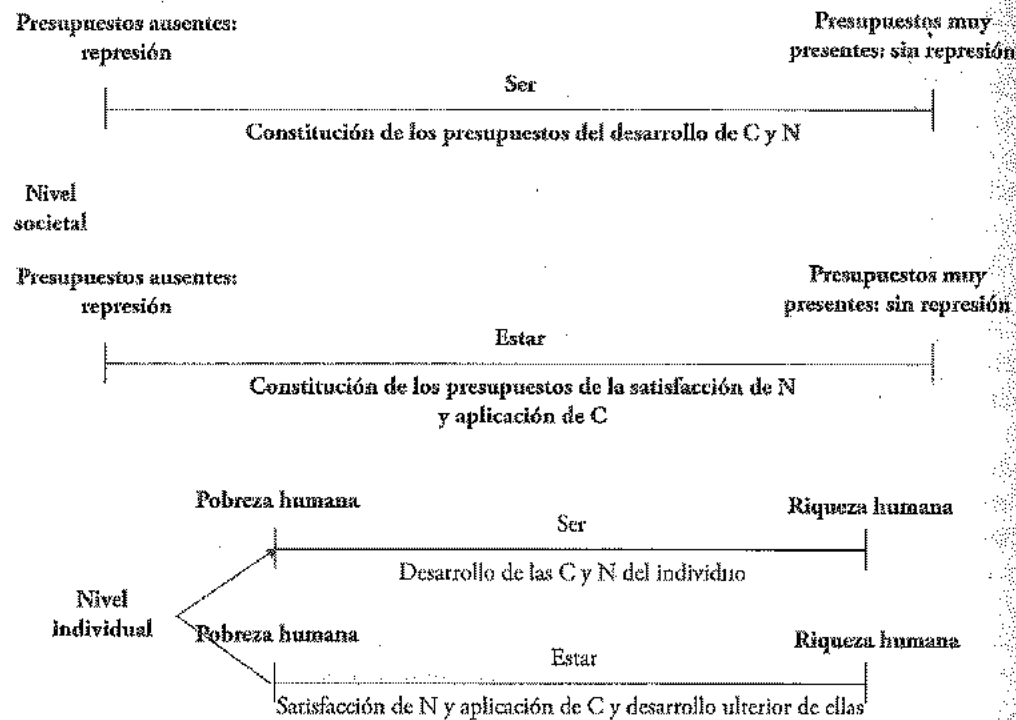 Presupuestos ausentes:
represión
Presupuestos muy
presentes: sin represión
Ser
Constitución de los presupuestos del desarrollo de C y N
Nivel
societal
Presupuestos ausentes:
represión
Presupuestos muy
presentes: sin represión
Estar
Constitución de los presupuestos de la satisfacción de N
y aplicación de C
Pobreza humana
Riqueza humana
Ser
Desarrollo de las C y N del individuo
Nivel
individual
Pobreza humana
Riqueza humana
Estar
Satisfacción de N y aplicación de C y desarrollo ulterior de ellas